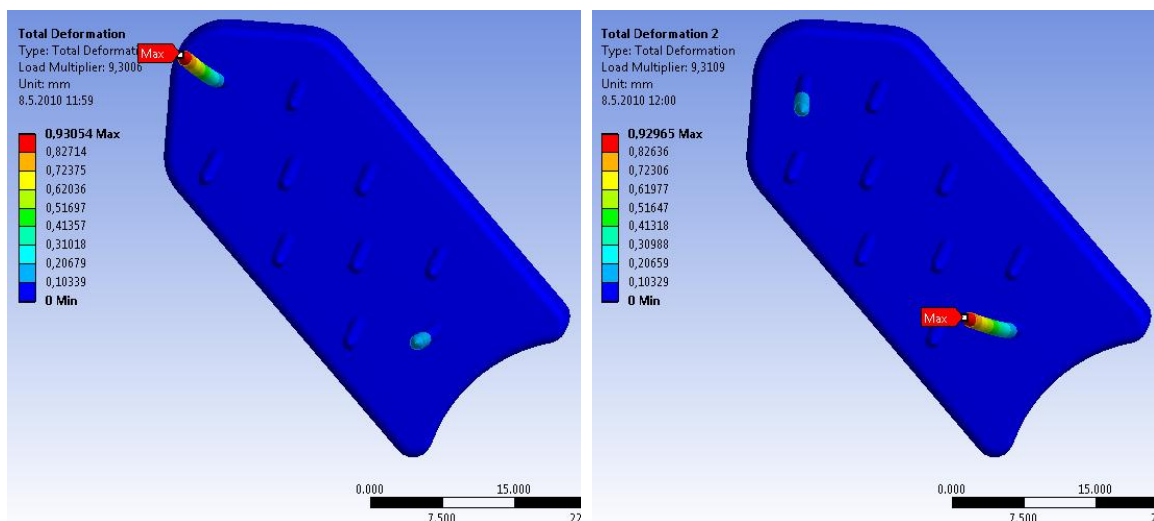 Total Deformation
Type: Total Deformati
Load Multiplier: 9,3006
Unit: mm
8.5.2010 11:59
Max
0,93054 Max
0,82714
0,72375
0,62036
0,51697
0,41357
0,31018
0,20679
0,10339
0 Min
0.000
15.000
7.500
22
Total Deformation 2
Type: Total Deformation
Load Multiplier: 9,3109
Unit: mm
8.5.2010 12:00
0,92965 Max
0,82636
0,72306
0,61977
0,51647
0,41318
0,30988
0,20659
0,10329
0 Min
Max
0.000
15.000
7.500
2